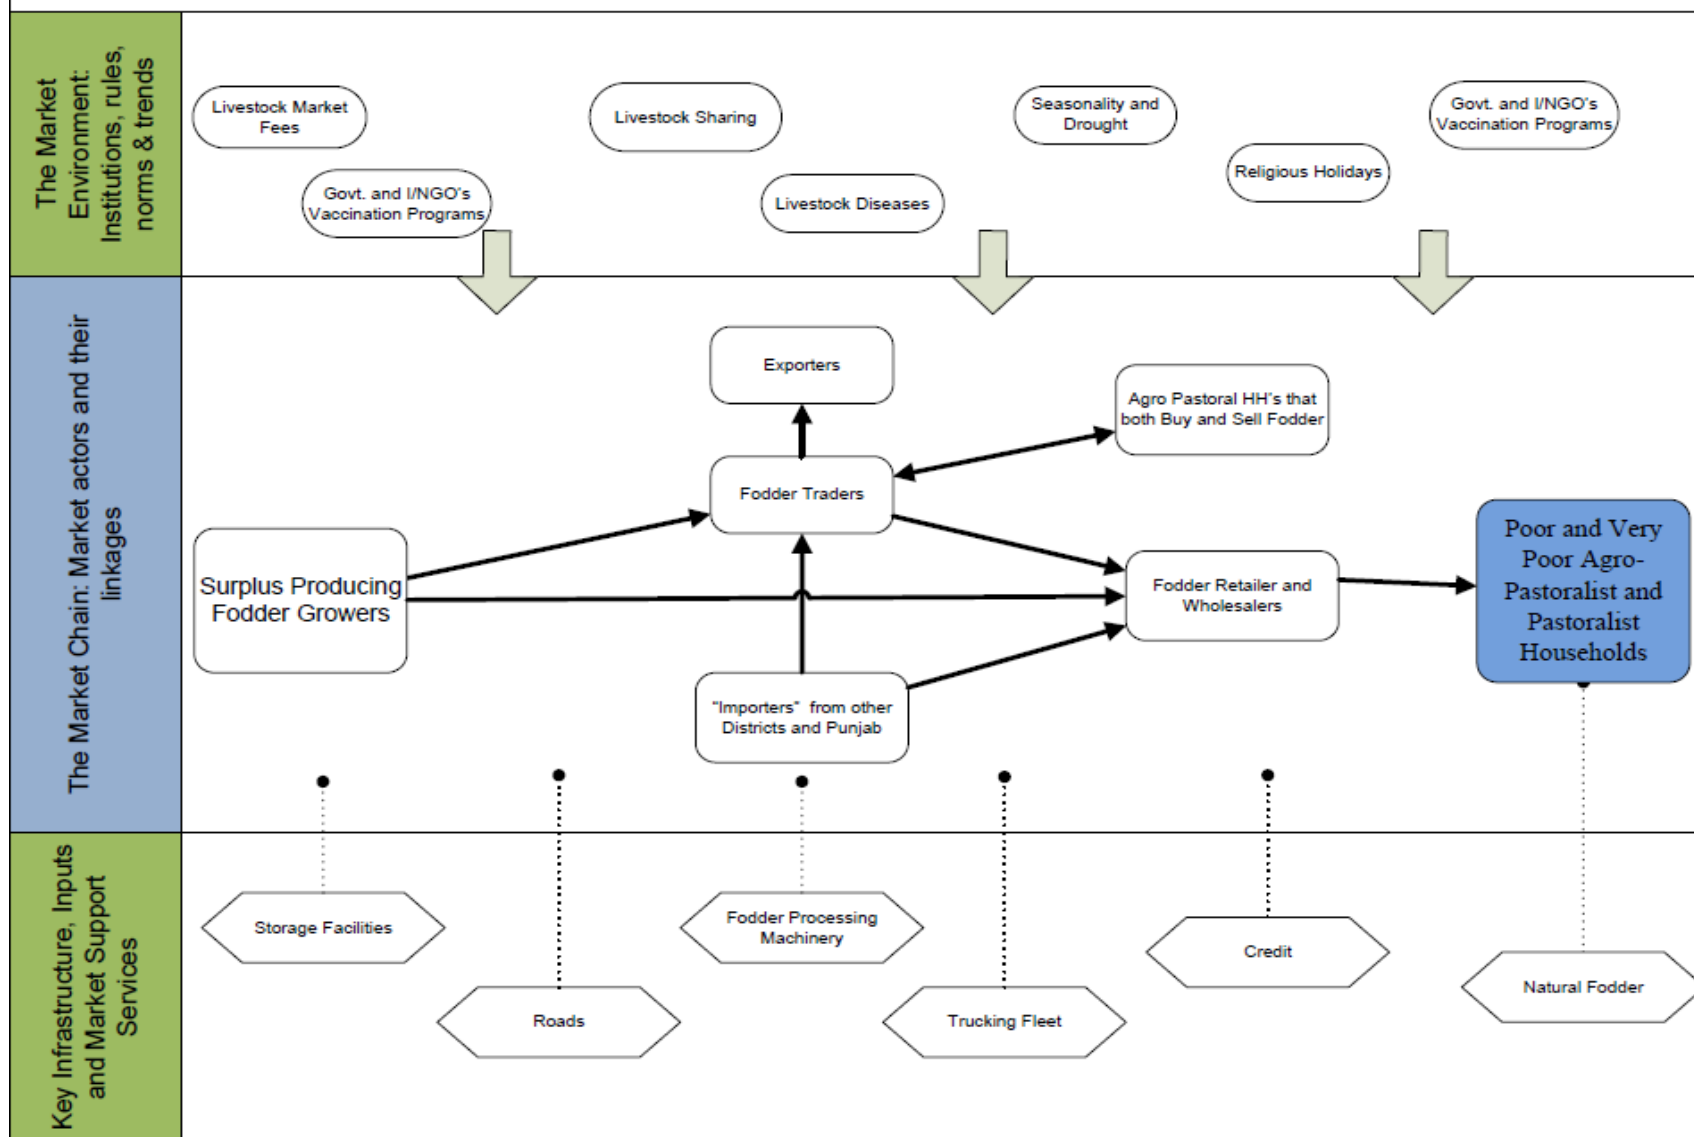 The Market
Environment:
Institutions, rules,
norms & trends
Livestock Market
Fees
Govt. and I/NGO's
Vaccination Programs
Livestock Sharing
Livestock Diseases
Seasonality and
Drought
Religious Holidays
Govt. and I/NGO's
Vaccination Programs
The Market Chain: Market actors and their
linkages
Exporters
Agro Pastoral HH's that
both Buy and Sell Fodder
Fodder Traders
Surplus Producing
Fodder Growers
Fodder Retailer and
Wholesalers
Poor and Very
Poor Agro-
Pastoralist and
Pastoralist
Households
"Importers" from other
Districts and Punjab
Key Infrastructure, Inputs
and Market Support
Services
Storage Facilities
Roads
Fodder Processing
Machinery
Trucking Fleet
Credit
Natural Fodder